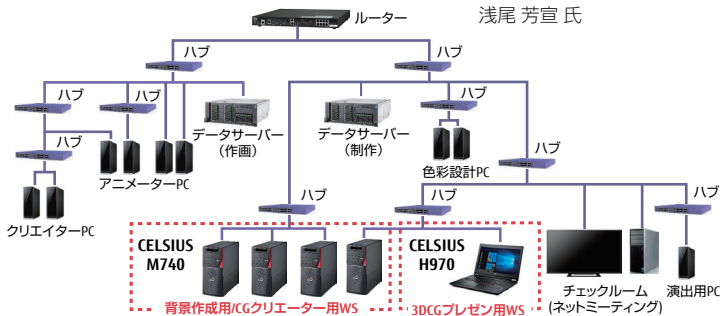 ルーター
浅尾 芳宣 氏
ハブ
ハブ
ハブ
ハブ
ハブ
データサーバー
(作画)
データサーバー
(制作)
色彩設計PC
ハブ
ハブ
アニメーターPC
クリエイターPC
ハブ
ハブ
ハブ
CELSIUS
M740
CELSIUS
H970
背景作成用/CGクリエーター用WS
3DCGプレゼン用WS
チェックルーム
(ネットミーティング)
演出用PC